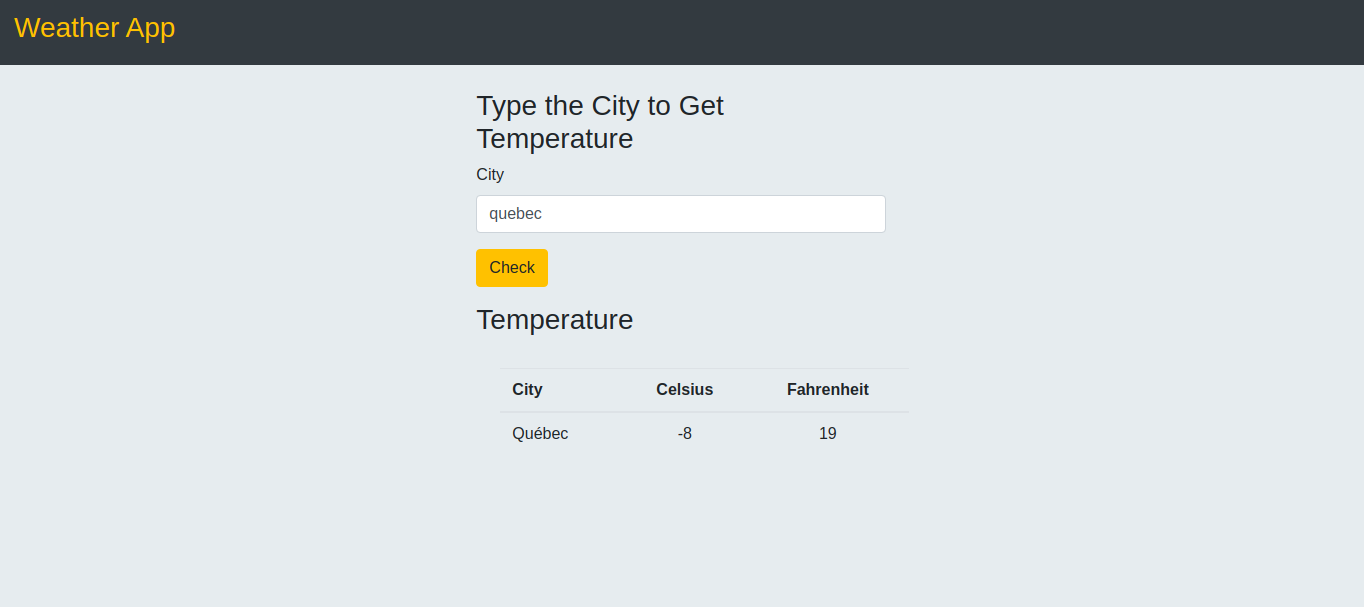 Weather App
Type the City to Get
Temperature
City
quebec
Check
Temperature
City Celsius Fahrenheit
Québec -8 19